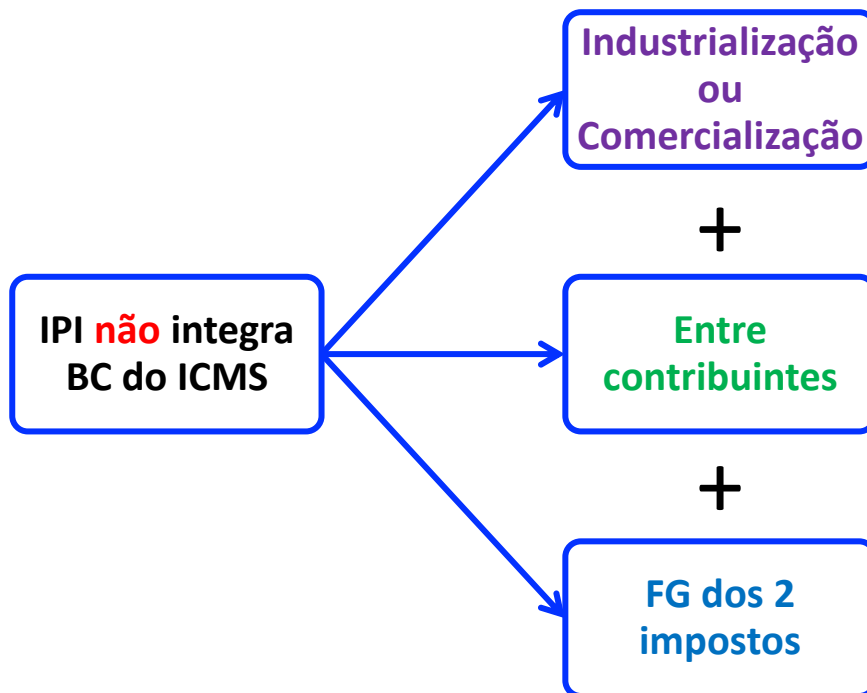 Industrialização
ou
Comercialização
+
IPI não integra
BC do ICMS
Entre
contribuintes
+
FG dos 2
impostos